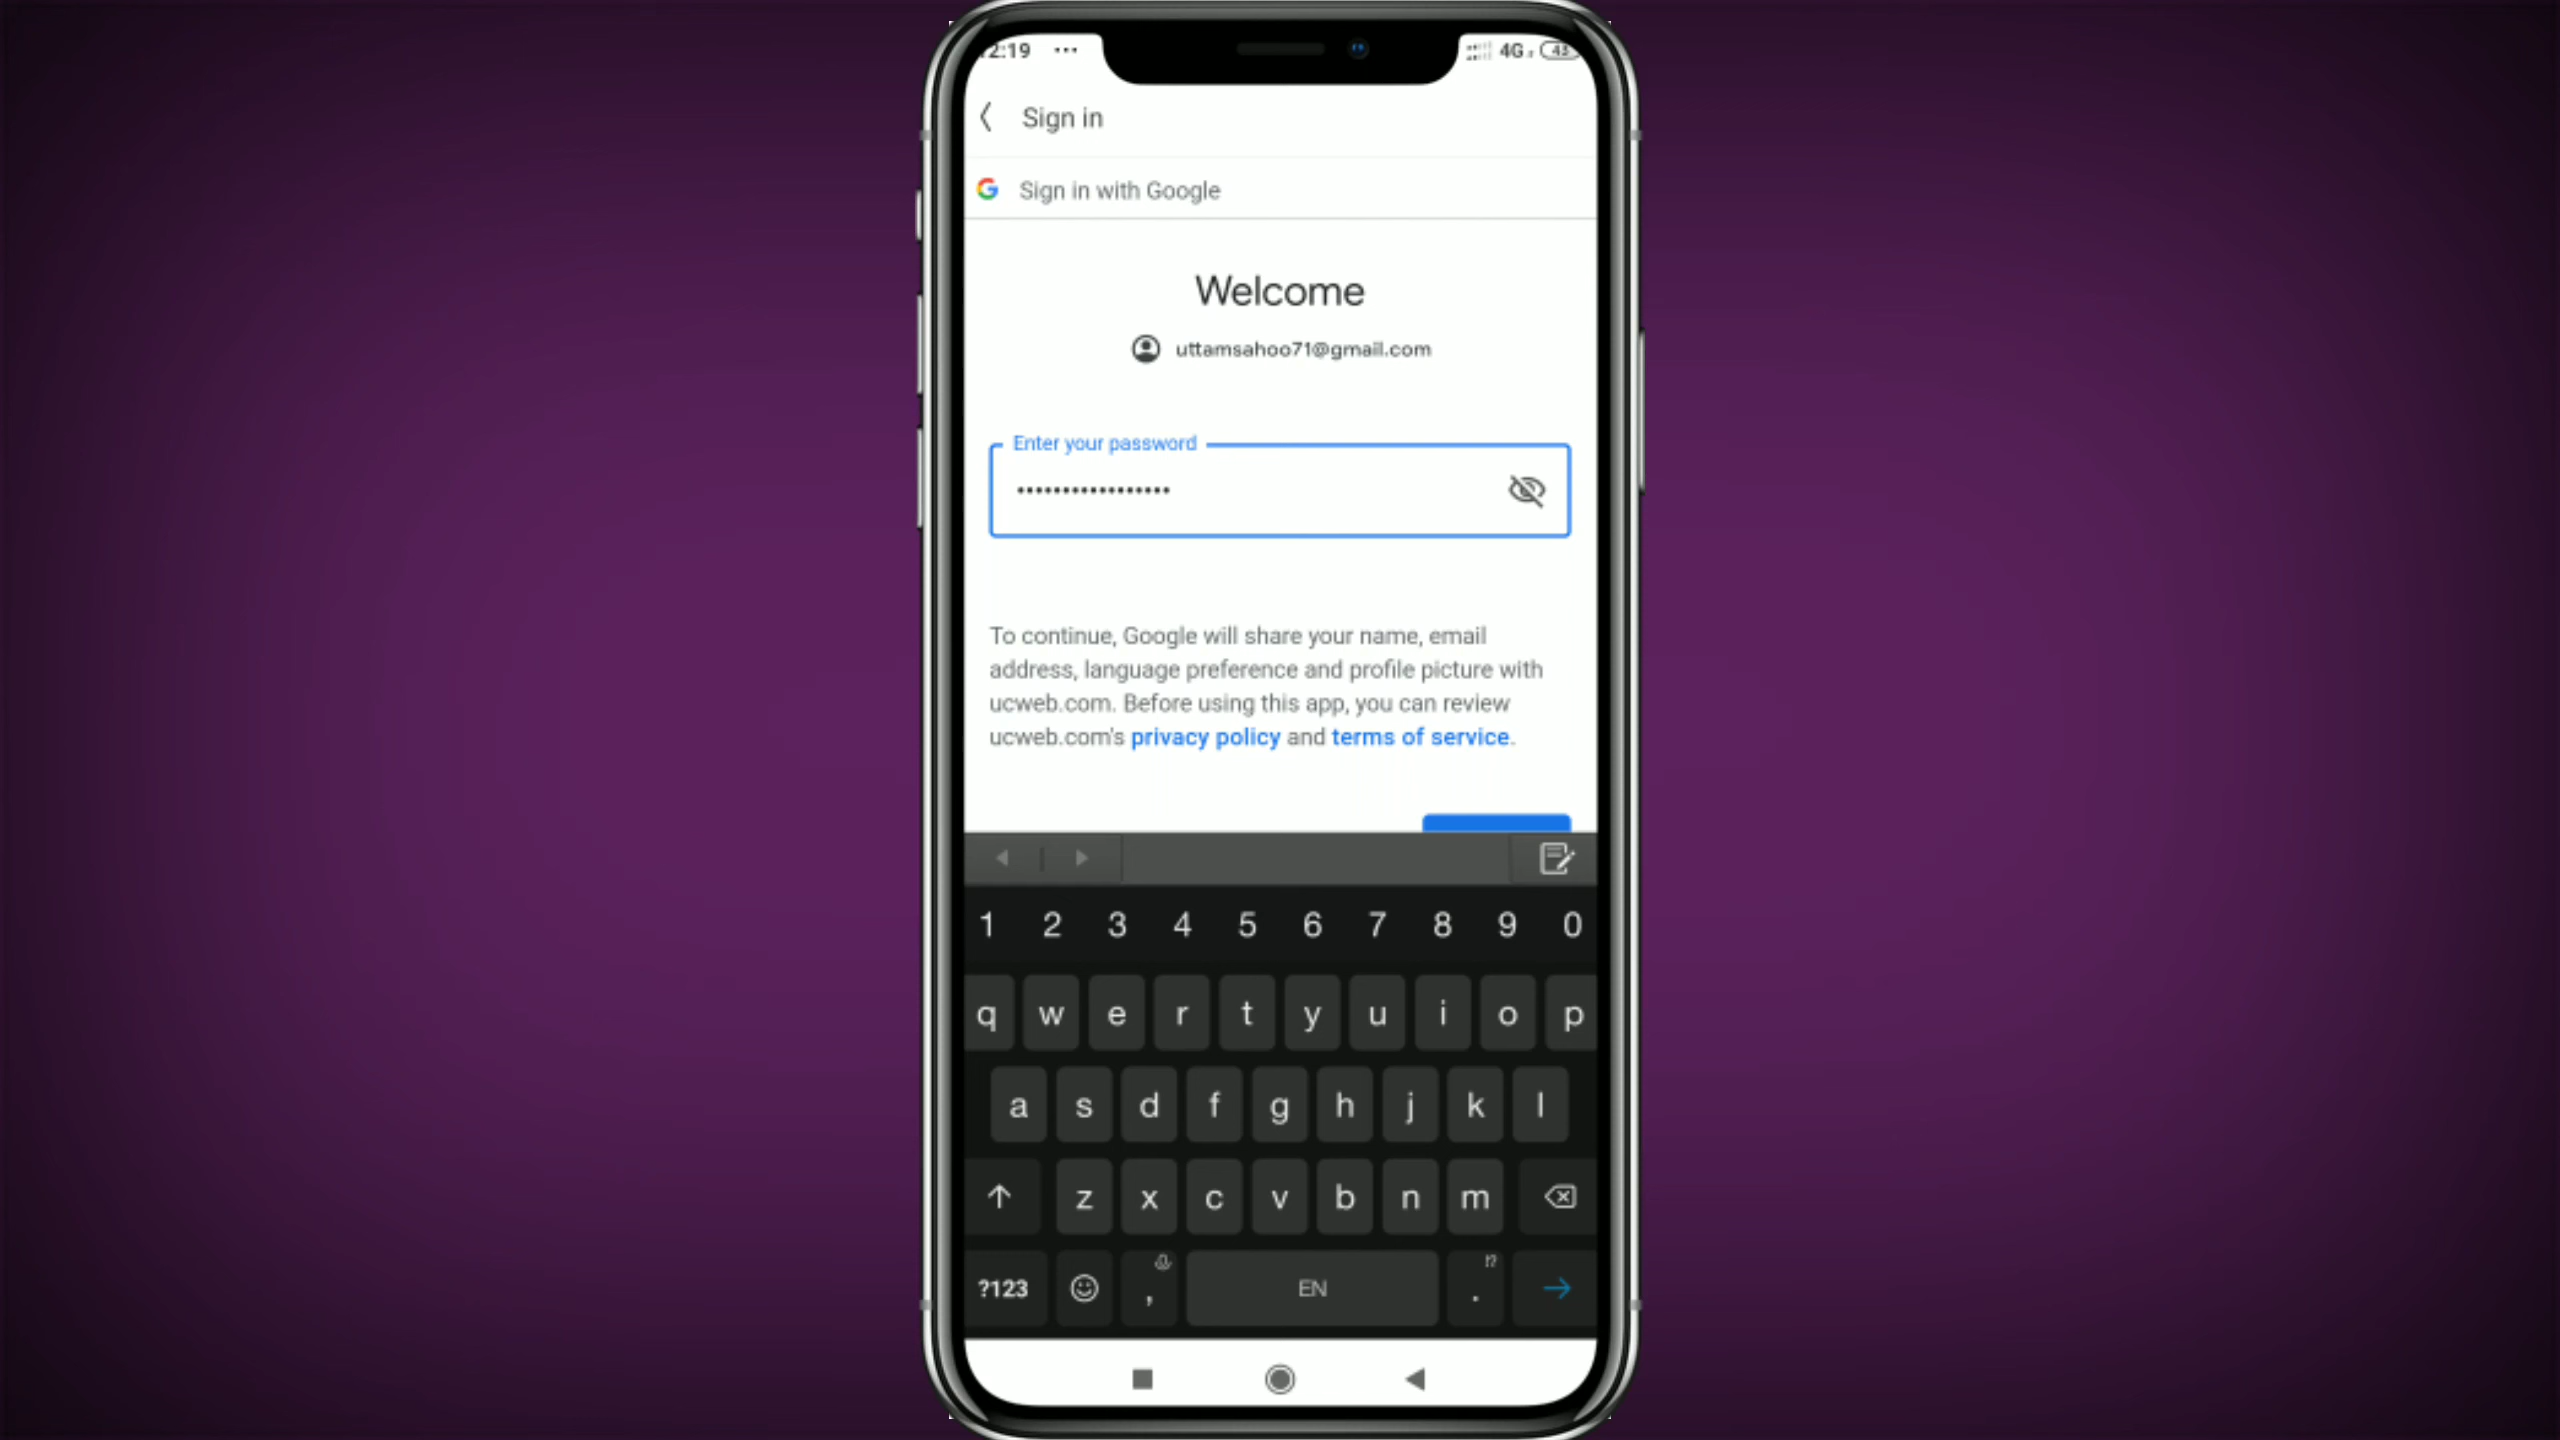 2:19 ••• 4G 43
Sign in
Sign in with Google
Welcome
uttamsahoo71@gmail.com
Enter your password
•••••••••••••••••
To continue, Google will share your name, email
address, language preference and profile picture with
ucweb.com. Before using this app, you can review
ucweb.com's privacy policy and terms of service.
1 2 3 4 5 6 7 8 9 0
q w e r t y u i o p
a s d f g h j k l
z x c v b n m
!?
?123 , EN .